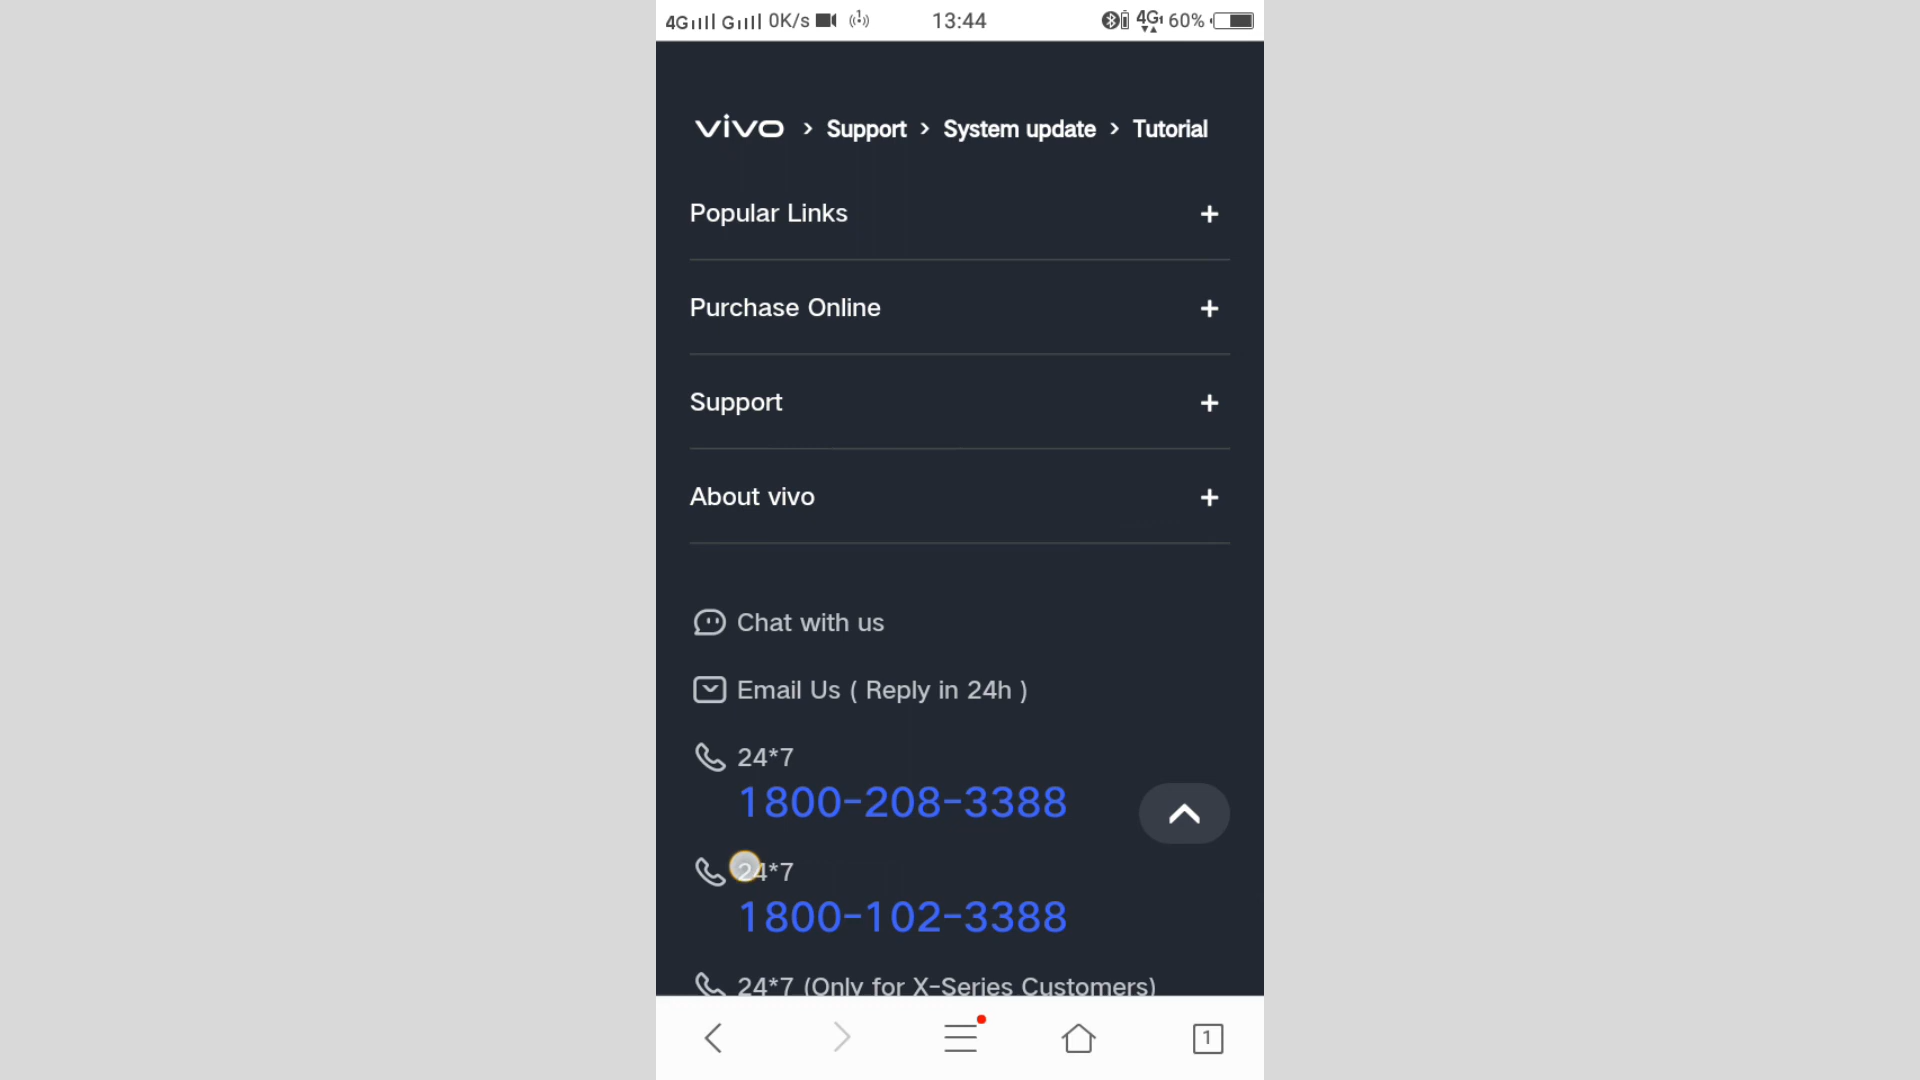 4G G 0K/s 13:44 4G 60%
vivo > Support > System update > Tutorial
Popular Links +
Purchase Online +
Support +
About vivo +
Chat with us
Email Us ( Reply in 24h )
24*7
1800-208-3388
24*7
1800-102-3388
24*7 (Only for X-Series Customers)
1